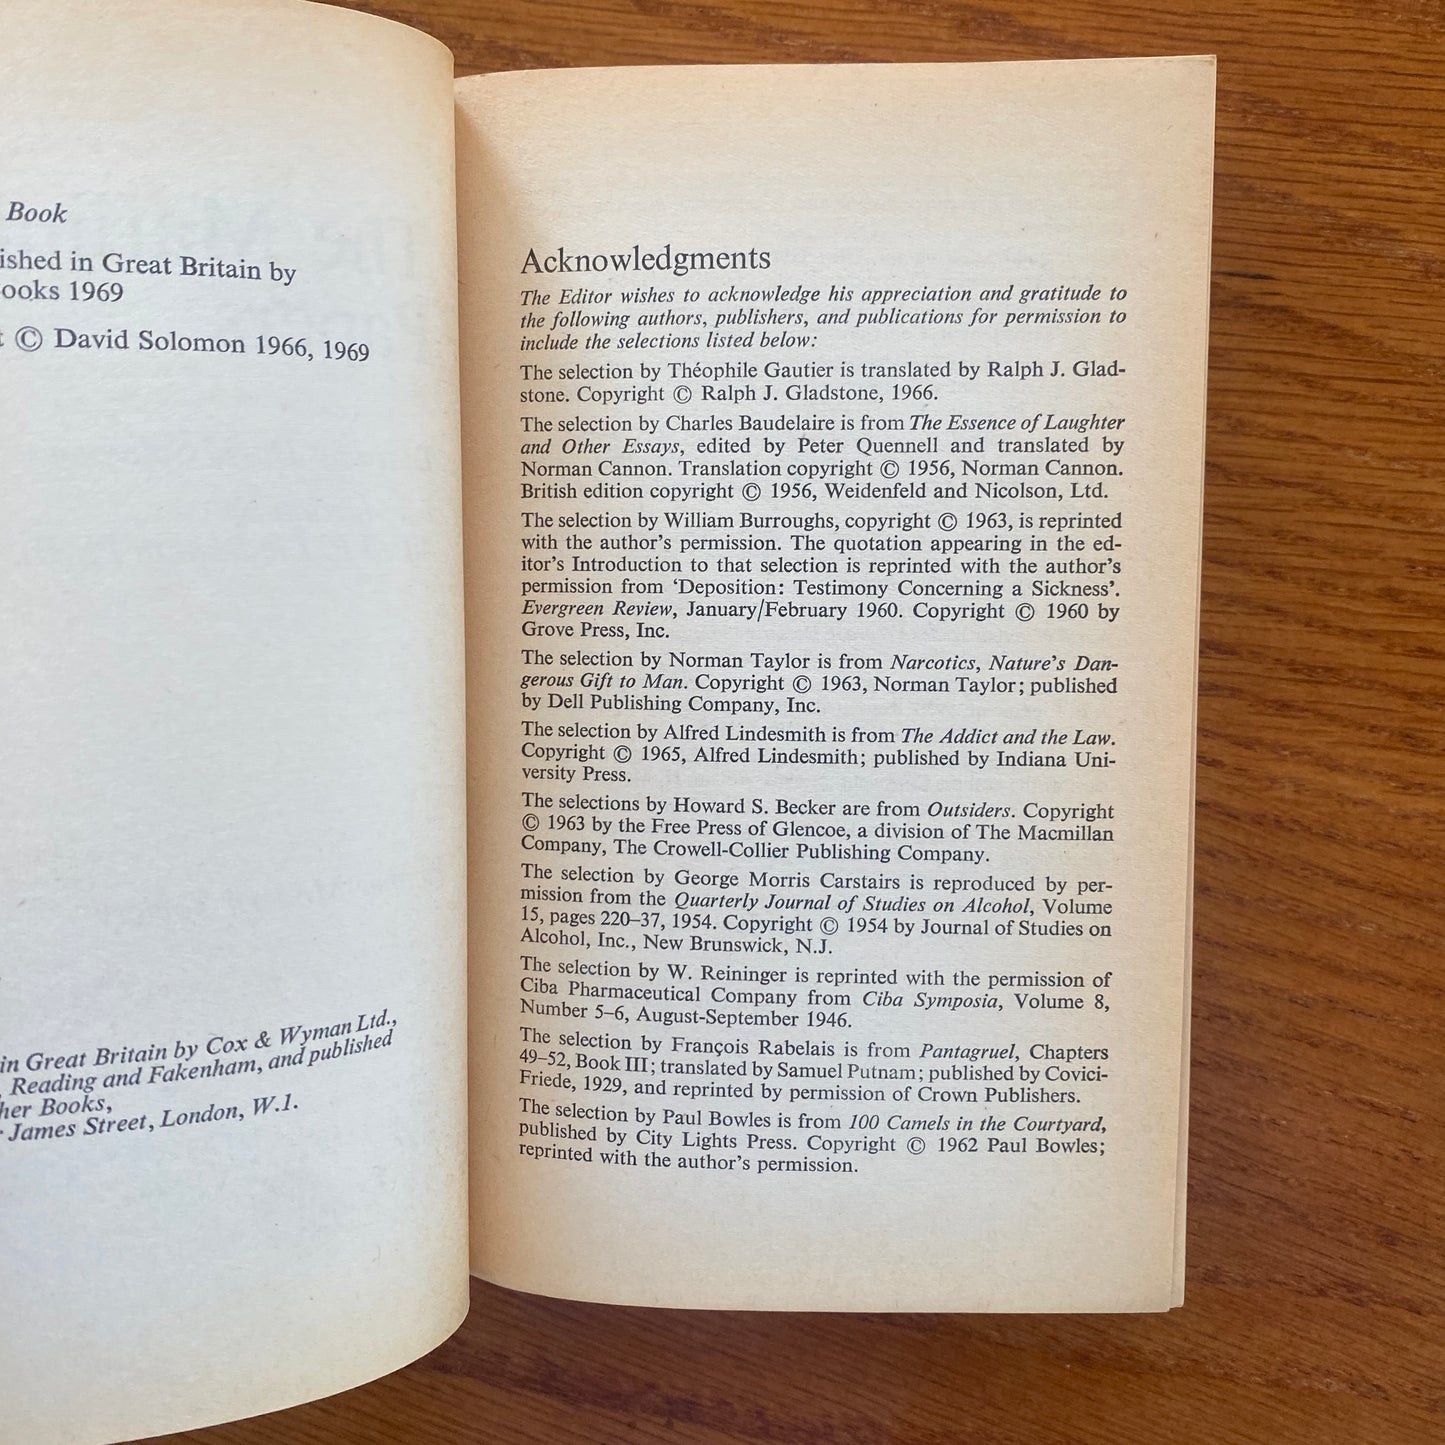 Book
ished in Great Britain by
ooks 1969
© David Solomon 1966, 1969
in Great Britain by Cox & Wyman Ltd.,
Reading and Fakenham, and published
her Books,
James Street, London, W.1.
Acknowledgments
The Editor wishes to acknowledge his appreciation and gratitude to
the following authors, publishers, and publications for permission to
include the selections listed below:
The selection by Théophile Gautier is translated by Ralph J. Glad-
stone. Copyright © Ralph J. Gladstone, 1966.
The selection by Charles Baudelaire is from The Essence of Laughter
and Other Essays, edited by Peter Quennell and translated by
Norman Cannon. Translation copyright © 1956, Norman Cannon.
British edition copyright © 1956, Weidenfeld and Nicolson, Ltd.
The selection by William Burroughs, copyright © 1963, is reprinted
with the author's permission. The quotation appearing in the ed-
itor's Introduction to that selection is reprinted with the author's
permission from 'Deposition: Testimony Concerning a Sickness'.
Evergreen Review, January/February 1960. Copyright © 1960 by
Grove Press, Inc.
The selection by Norman Taylor is from Narcotics, Nature's Dan-
gerous Gift to Man. Copyright © 1963, Norman Taylor; published
by Dell Publishing Company, Inc.
The selection by Alfred Lindesmith is from The Addict and the Law.
Copyright © 1965, Alfred Lindesmith; published by Indiana Uni-
versity Press.
The selections by Howard S. Becker are from Outsiders. Copyright
© 1963 by the Free Press of Glencoe, a division of The Macmillan
Company, The Crowell-Collier Publishing Company.
The selection by George Morris Carstairs is reproduced by per-
mission from the Quarterly Journal of Studies on Alcohol, Volume
15, pages 220–37, 1954. Copyright © 1954 by Journal of Studies on
Alcohol, Inc., New Brunswick, N.J.
The selection by W. Reininger is reprinted with the permission of
Ciba Pharmaceutical Company from Ciba Symposia, Volume 8,
Number 5–6, August-September 1946.
The selection by François Rabelais is from Pantagruel, Chapters
49–52, Book III; translated by Samuel Putnam; published by Covici-
Friede, 1929, and reprinted by permission of Crown Publishers.
The selection by Paul Bowles is from 100 Camels in the Courtyard,
published by City Lights Press. Copyright © 1962 Paul Bowles;
reprinted with the author's permission.